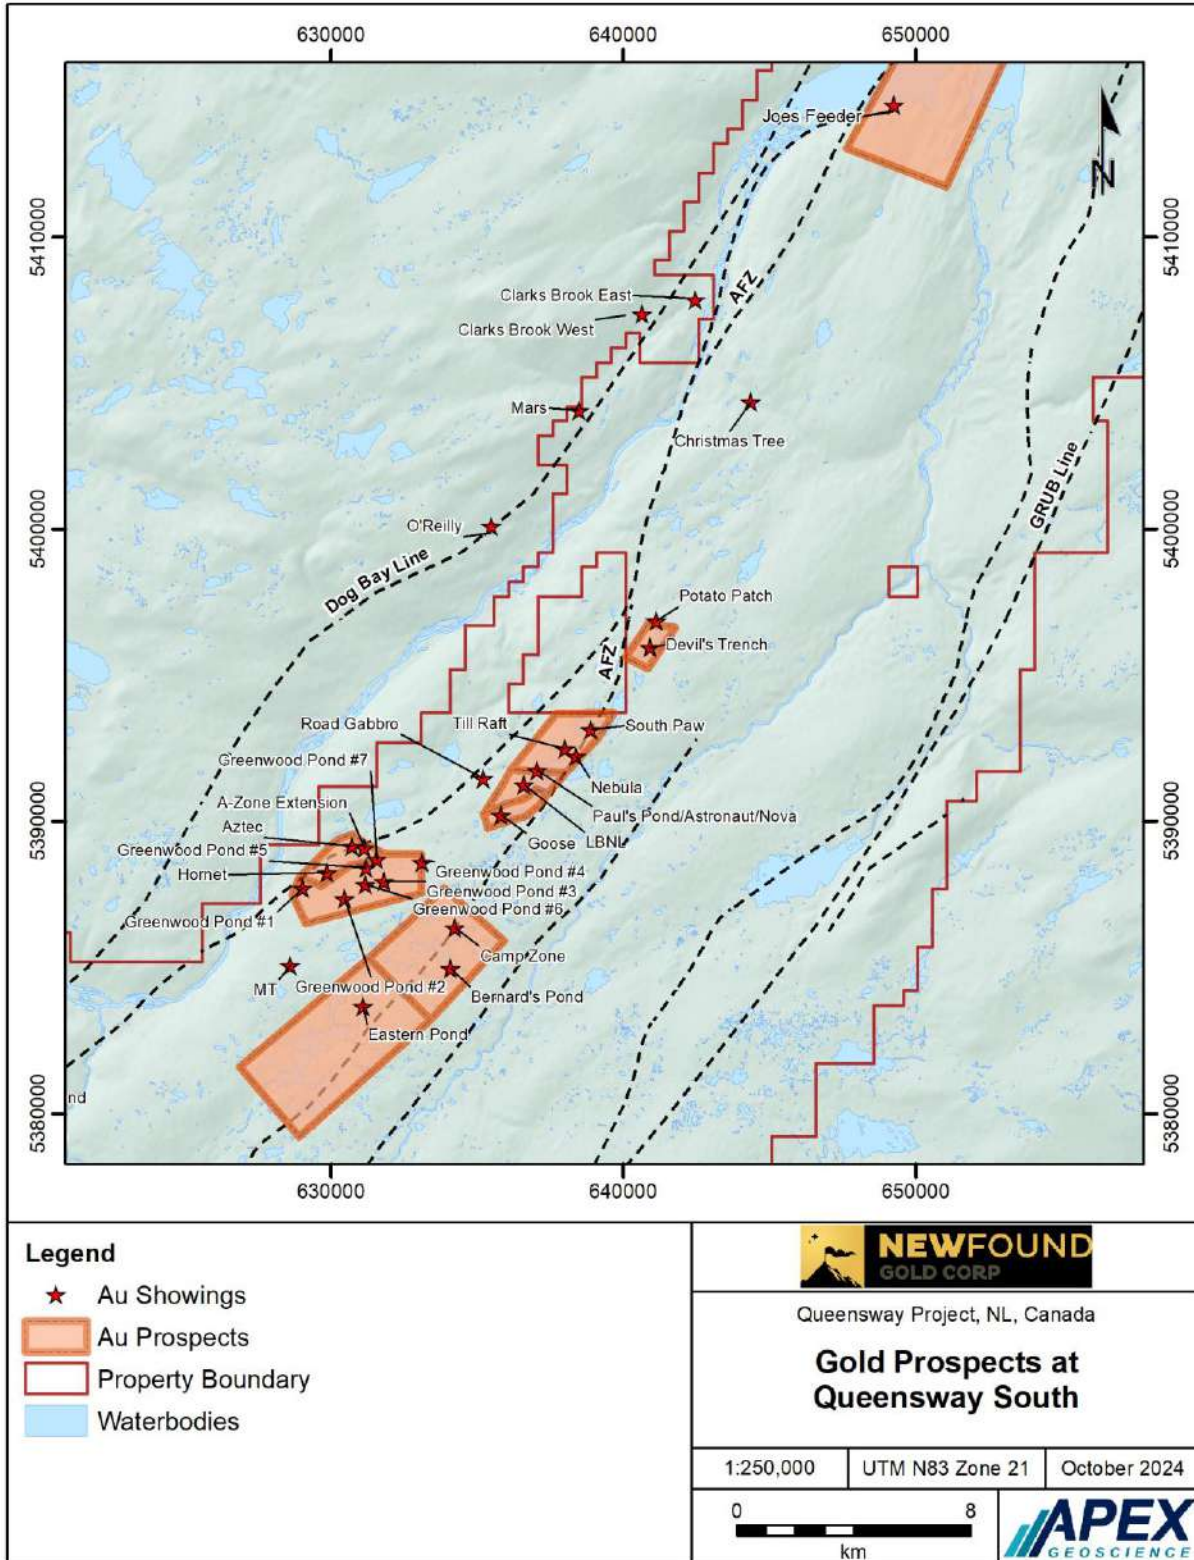 630000 640000 650000
Joes Feeder
N
5410000 5410000
AFZ
Clarks Brook East
Clarks Brook West
Mars
Christmas Tree
GRUB Line
5400000 5400000
O'Reilly
Dog Bay Line
Potato Patch
Devil's Trench
AFZ
Road Gabbro
Till Raft
South Paw
Greenwood Pond #7
Nebula
A-Zone Extension
Paul's Pond/Astronaut/Nova
Aztec
5390000 5390000
Goose
LBNL
Greenwood Pond #5
Hornet
Greenwood Pond #4
Greenwood Pond #3
Greenwood Pond #6
Greenwood Pond #1
Camp Zone
MT
Greenwood Pond #2
Bernard's Pond
Eastern Pond
nd
5380000 5380000
630000 640000 650000
Legend
Au Showings
Au Prospects
Property Boundary
Waterbodies
NEWFOUND
GOLD CORP
Queensway Project, NL, Canada
Gold Prospects at
Queensway South
1:250,000 UTM N83 Zone 21 October 2024
0 8
km
APEX
GEOSCIENCE